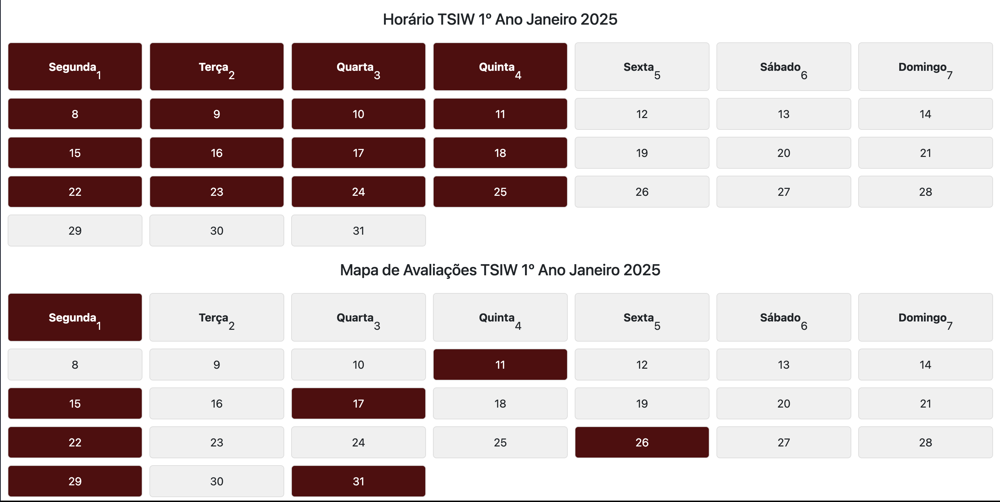 Horário TSIW 1º Ano Janeiro 2025
Segunda 1 Terça 2 Quarta 3 Quinta 4 Sexta 5 Sábado 6 Domingo 7
8 9 10 11 12 13 14
15 16 17 18 19 20 21
22 23 24 25 26 27 28
29 30 31
Mapa de Avaliações TSIW 1º Ano Janeiro 2025
Segunda 1 Terça 2 Quarta 3 Quinta 4 Sexta 5 Sábado 6 Domingo 7
8 9 10 11 12 13 14
15 16 17 18 19 20 21
22 23 24 25 26 27 28
29 30 31